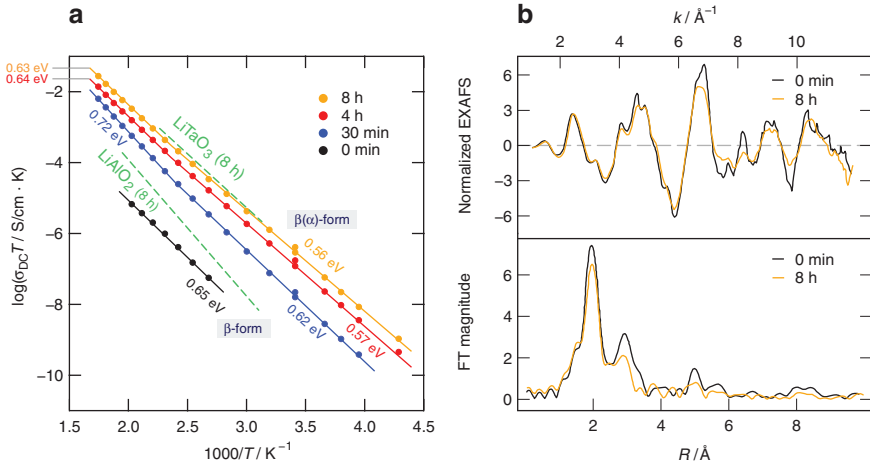 a
b
k / Å⁻¹
2 4 6 8 10
0.63 eV
0.64 eV
8 h
4 h
30 min
0 min
LiTaO₃ (8 h)
0.72 eV
LiAlO₂ (8 h)
β(α)-form
0.56 eV
0.65 eV
β-form
0.62 eV
0.57 eV
log(σDCT / S/cm · K)
−2
−4
−6
−8
−10
1.5 2.0 2.5 3.0 3.5 4.0 4.5
1000/T / K⁻¹
Normalized EXAFS
6
3
0
−3
−6
0 min
8 h
FT magnitude
6
4
2
0
0 min
8 h
2 4 6 8
R / Å